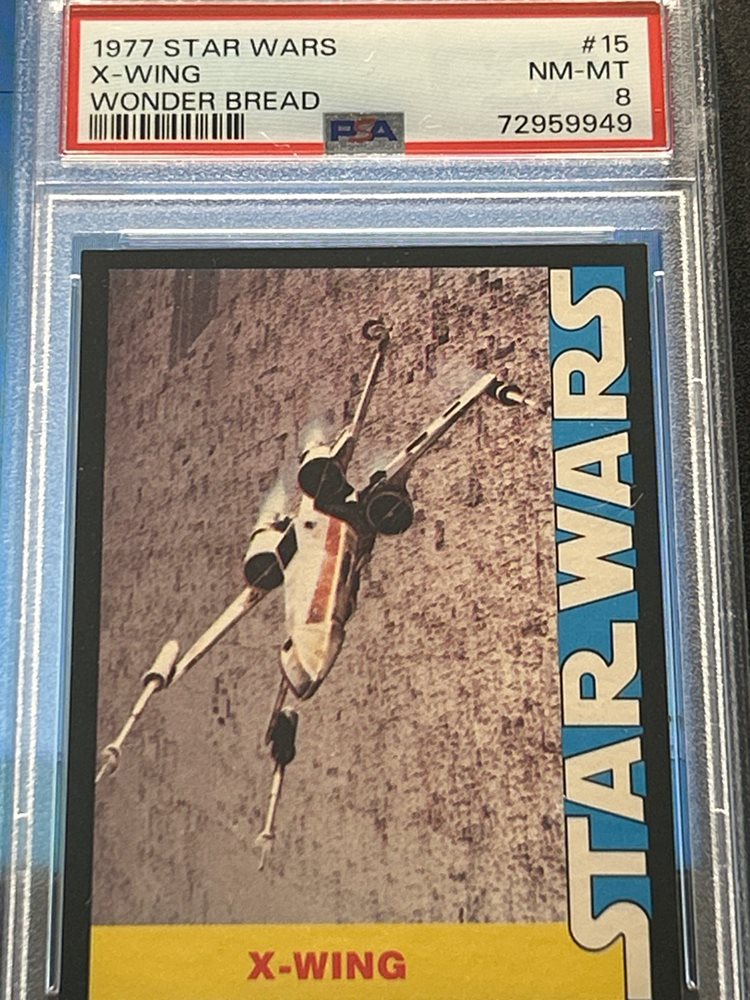 1977 STAR WARS #15
X-WING NM-MT
WONDER BREAD 8
PSA 72959949
STAR WARS
X-WING